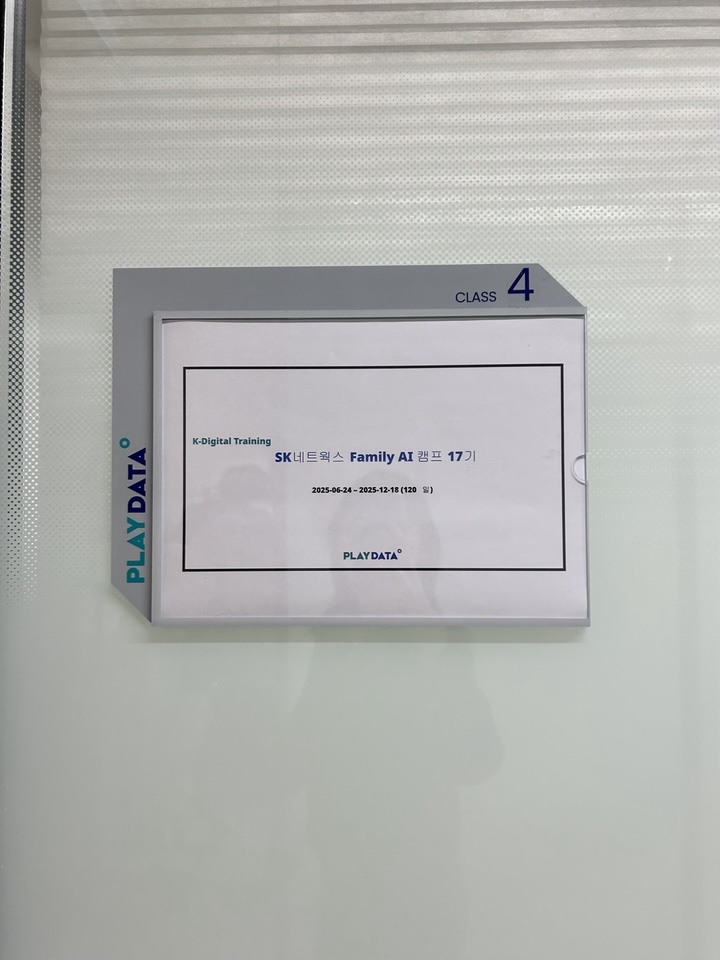 CLASS 4
PLAYDATA
K-Digital Training
SK네트웍스 Family AI 캠프 17기
2025-06-24 – 2025-12-18 (120 일)
PLAYDATA